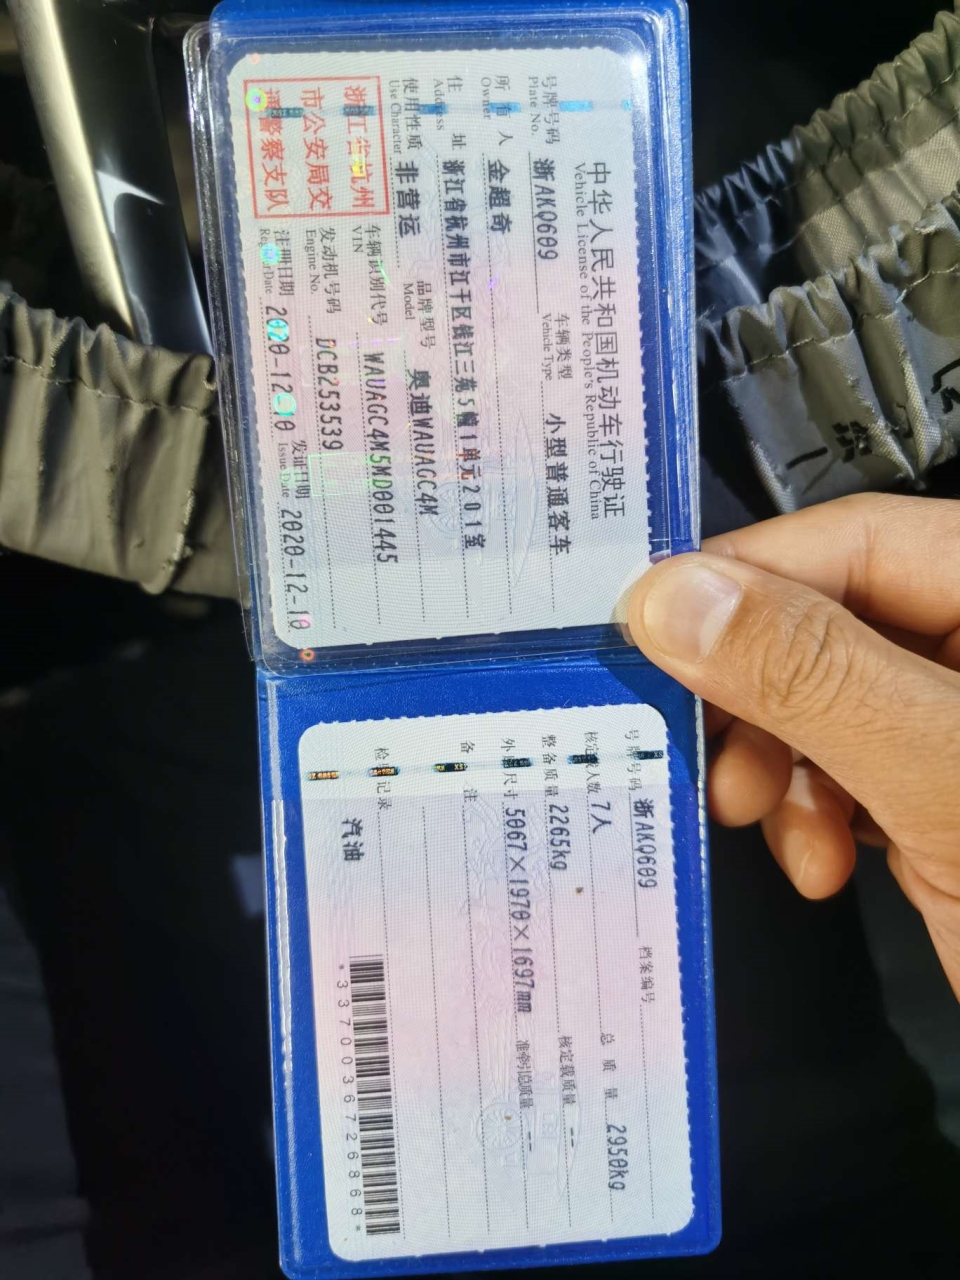 中华人民共和国机动车行驶证
Vehicle License of the People's Republic of China
号牌号码 Plate No. 浙AKQ609 车辆类型 Vehicle Type 小型普通客车
所有人 Owner 金超奇
住址 Address 浙江省杭州市江干区钱江三苑5幢1单元201室
使用性质 Use Character 非营运 品牌型号 Model 奥迪WAUAGC4M
浙江省杭州
市公安局交
通警察支队
车辆识别代号 VIN WAUAGC4M5MD001445
发动机号码 Engine No. DCB253539
注册日期 2020-12-10 发证日期 Issue Date 2020-12-10
号牌号码 浙AKQ609 档案编号
核定载人数 7人 总质量 2950kg
整备质量 2265kg 核定载质量 --
外廓尺寸 5067×1970×1697mm 准牵引总质量 --
备注
检验记录
汽油
*3370036726868*